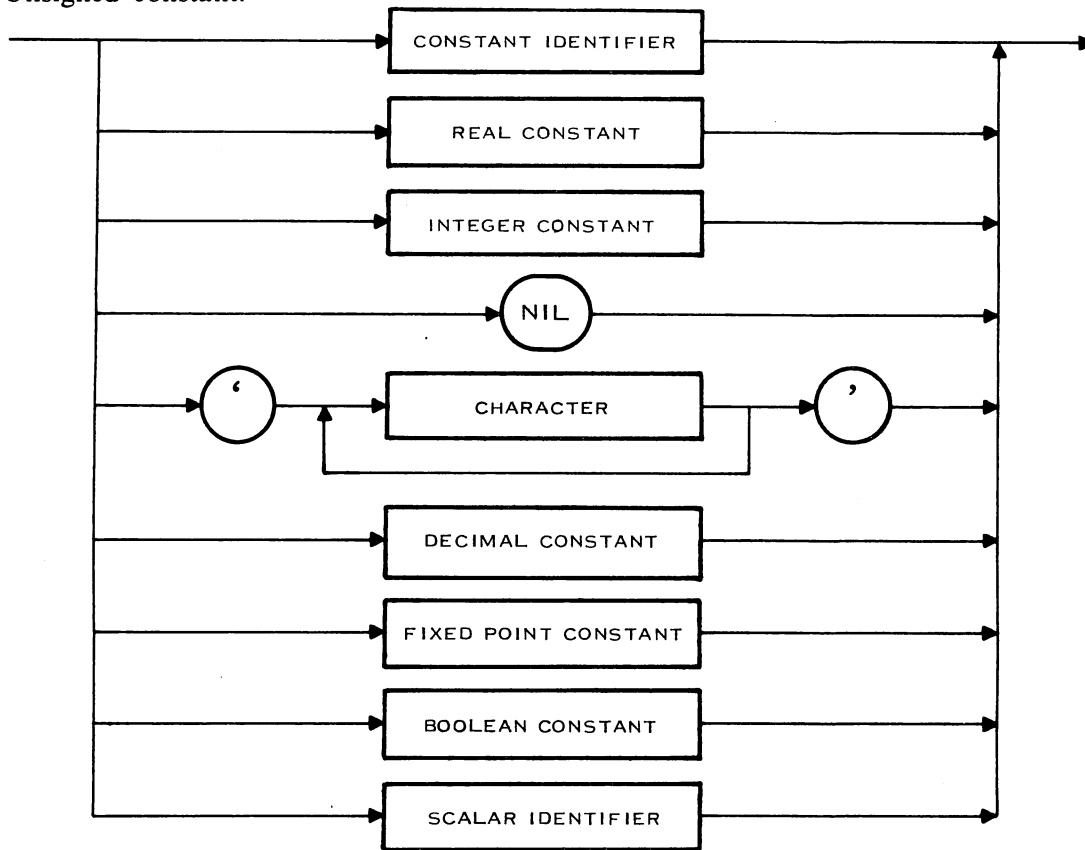 Unsigned constant:
CONSTANT IDENTIFIER
REAL CONSTANT
INTEGER CONSTANT
NIL
‘ CHARACTER ’
DECIMAL CONSTANT
FIXED POINT CONSTANT
BOOLEAN CONSTANT
SCALAR IDENTIFIER